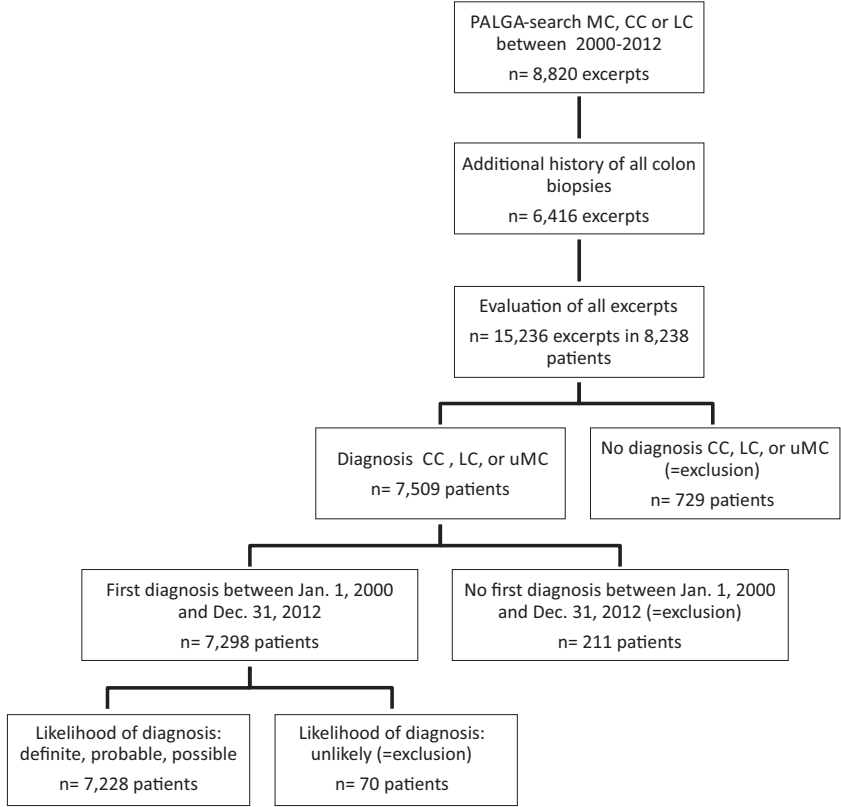 PALGA-search MC, CC or LC
between 2000-2012
n= 8,820 excerpts
Additional history of all colon
biopsies
n= 6,416 excerpts
Evaluation of all excerpts
n= 15,236 excerpts in 8,238
patients
Diagnosis CC , LC, or uMC
n= 7,509 patients
No diagnosis CC, LC, or uMC
(=exclusion)
n= 729 patients
First diagnosis between Jan. 1, 2000
and Dec. 31, 2012
n= 7,298 patients
No first diagnosis between Jan. 1, 2000
and Dec. 31, 2012 (=exclusion)
n= 211 patients
Likelihood of diagnosis:
definite, probable, possible
n= 7,228 patients
Likelihood of diagnosis:
unlikely (=exclusion)
n= 70 patients